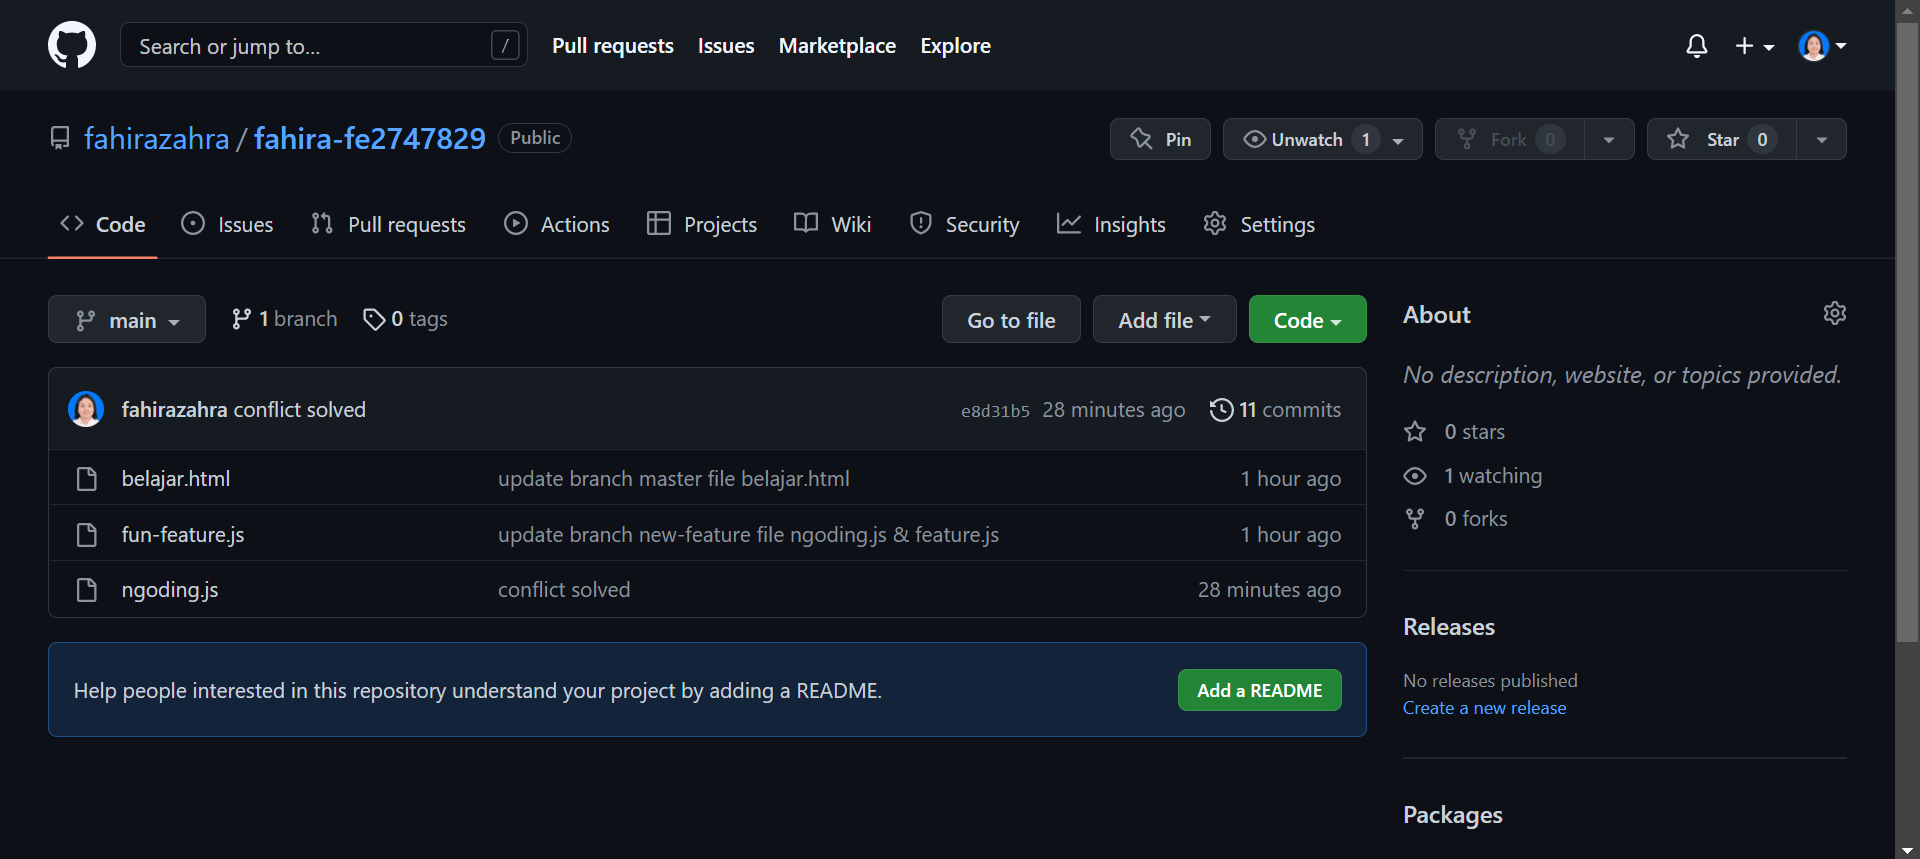 Search or jump to... / Pull requests Issues Marketplace Explore
fahirazahra / fahira-fe2747829 Public Pin Unwatch 1 Fork 0 Star 0
Code Issues Pull requests Actions Projects Wiki Security Insights Settings
main 1 branch 0 tags Go to file Add file Code
fahirazahra conflict solved e8d31b5 28 minutes ago 11 commits
belajar.html update branch master file belajar.html 1 hour ago
fun-feature.js update branch new-feature file ngoding.js & feature.js 1 hour ago
ngoding.js conflict solved 28 minutes ago
Help people interested in this repository understand your project by adding a README. Add a README
About
No description, website, or topics provided.
0 stars
1 watching
0 forks
Releases
No releases published
Create a new release
Packages